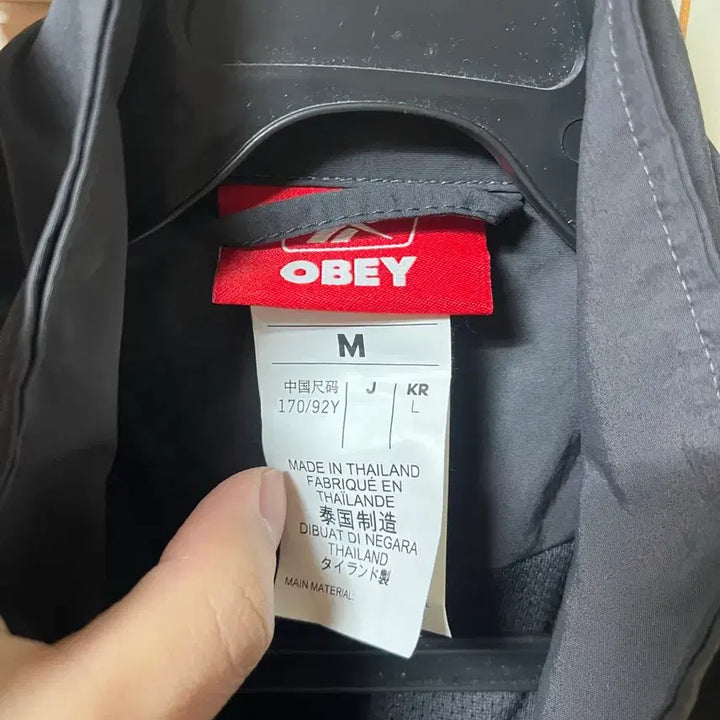 OBEY
M
中国尺码 J KR
170/92Y L
MADE IN THAILAND
FABRIQUÉ EN
THAÏLANDE
泰国制造
DIBUAT DI NEGARA
THAILAND
タイランド製
MAIN MATERIAL: